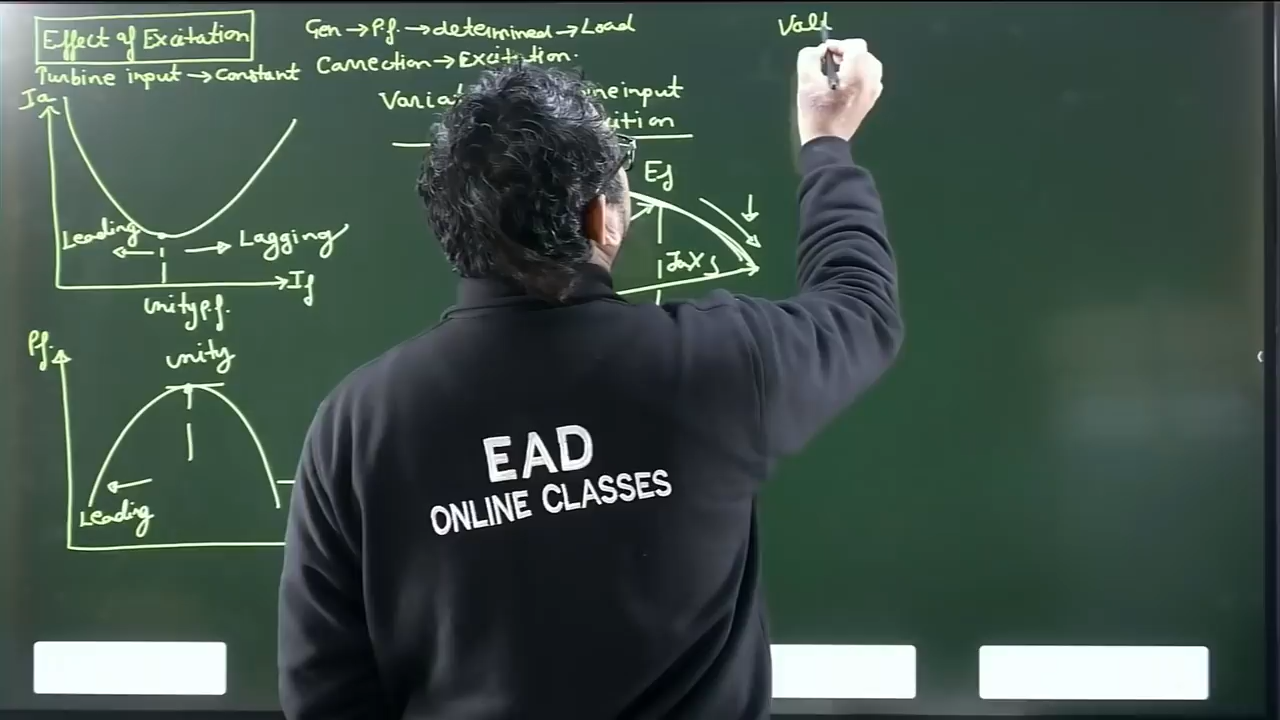 Effect of Excitation
Turbine input → Constant
Gen → P.f. → determined → Load
Connection → Excitation.
input
Ia
Leading
Lagging
If
Unity P.f.
P.f.
Unity
Leading
Ef
IaXs
EAD
ONLINE CLASSES